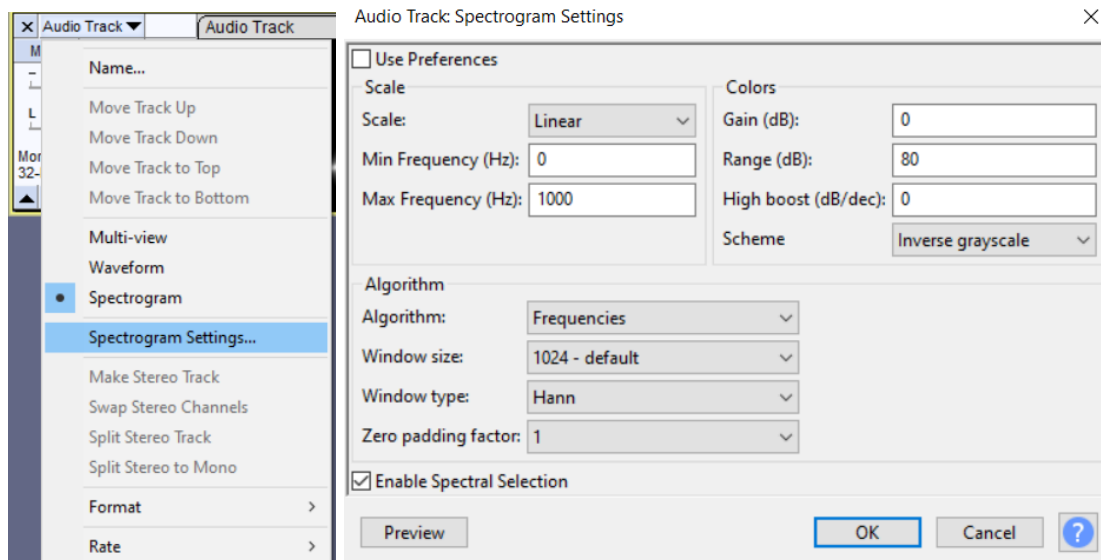 Audio Track
Audio Track
M
L
Mor
32-
Name...
Move Track Up
Move Track Down
Move Track to Top
Move Track to Bottom
Multi-view
Waveform
Spectrogram
Spectrogram Settings...
Make Stereo Track
Swap Stereo Channels
Split Stereo Track
Split Stereo to Mono
Format
Rate
Audio Track: Spectrogram Settings
Use Preferences
Scale
Scale: Linear
Min Frequency (Hz): 0
Max Frequency (Hz): 1000
Colors
Gain (dB): 0
Range (dB): 80
High boost (dB/dec): 0
Scheme Inverse grayscale
Algorithm
Algorithm: Frequencies
Window size: 1024 - default
Window type: Hann
Zero padding factor: 1
Enable Spectral Selection
Preview OK Cancel ?